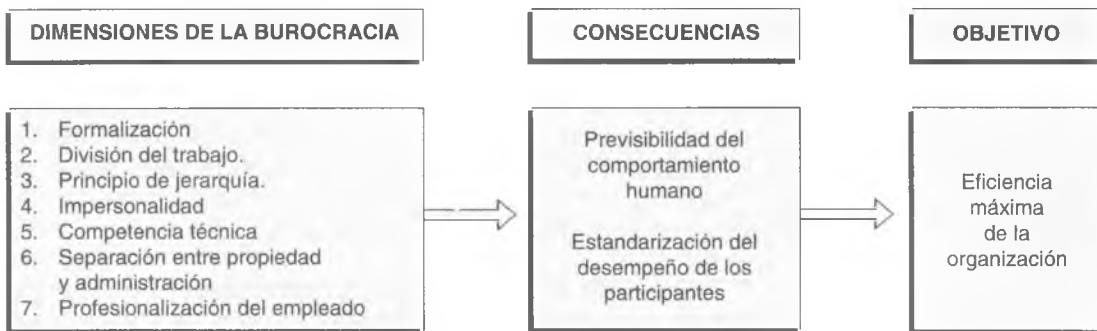 DIMENSIONES DE LA BUROCRACIA
CONSECUENCIAS
OBJETIVO
1. Formalización
2. División del trabajo.
3. Principio de jerarquía.
4. Impersonalidad
5. Competencia técnica
6. Separación entre propiedad
y administración
7. Profesionalización del empleado
Previsibilidad del
comportamiento
humano
Estandarización del
desempeño de los
participantes
Eficiencia
máxima
de la
organización